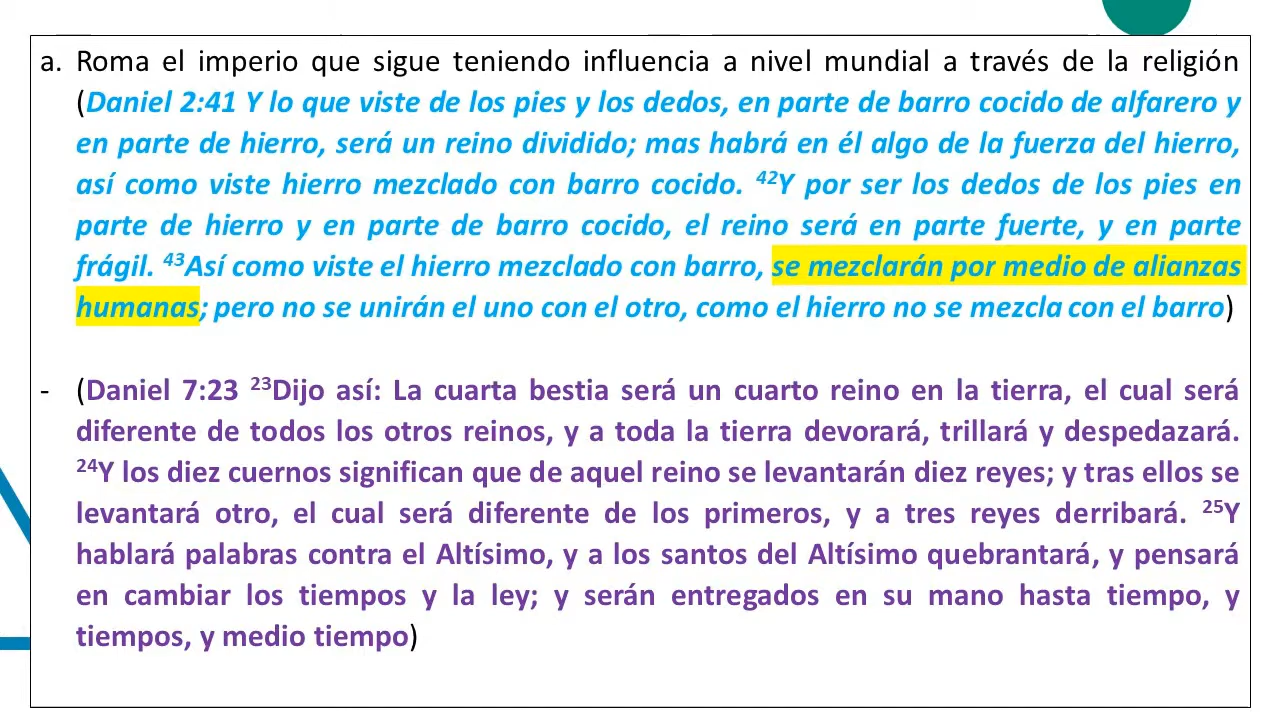 a. Roma el imperio que sigue teniendo influencia a nivel mundial a través de la religión
(Daniel 2:41 Y lo que viste de los pies y los dedos, en parte de barro cocido de alfarero y
en parte de hierro, será un reino dividido; mas habrá en él algo de la fuerza del hierro,
así como viste hierro mezclado con barro cocido. ⁴²Y por ser los dedos de los pies en
parte de hierro y en parte de barro cocido, el reino será en parte fuerte, y en parte
frágil. ⁴³Así como viste el hierro mezclado con barro, se mezclarán por medio de alianzas
humanas; pero no se unirán el uno con el otro, como el hierro no se mezcla con el barro)
- (Daniel 7:23 ²³Dijo así: La cuarta bestia será un cuarto reino en la tierra, el cual será
diferente de todos los otros reinos, y a toda la tierra devorará, trillará y despedazará.
²⁴Y los diez cuernos significan que de aquel reino se levantarán diez reyes; y tras ellos se
levantará otro, el cual será diferente de los primeros, y a tres reyes derribará. ²⁵Y
hablará palabras contra el Altísimo, y a los santos del Altísimo quebrantará, y pensará
en cambiar los tiempos y la ley; y serán entregados en su mano hasta tiempo, y
tiempos, y medio tiempo)